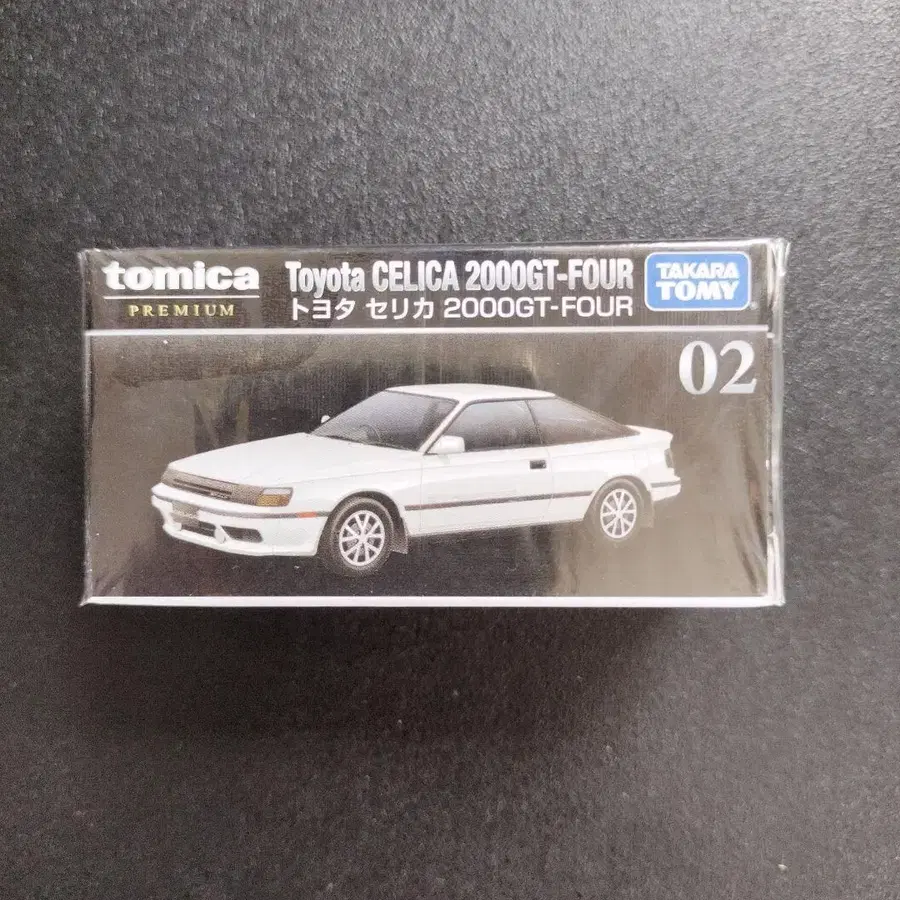 tomica
PREMIUM
Toyota CELICA 2000GT-FOUR
トヨタ セリカ 2000GT-FOUR
TAKARA
TOMY
02